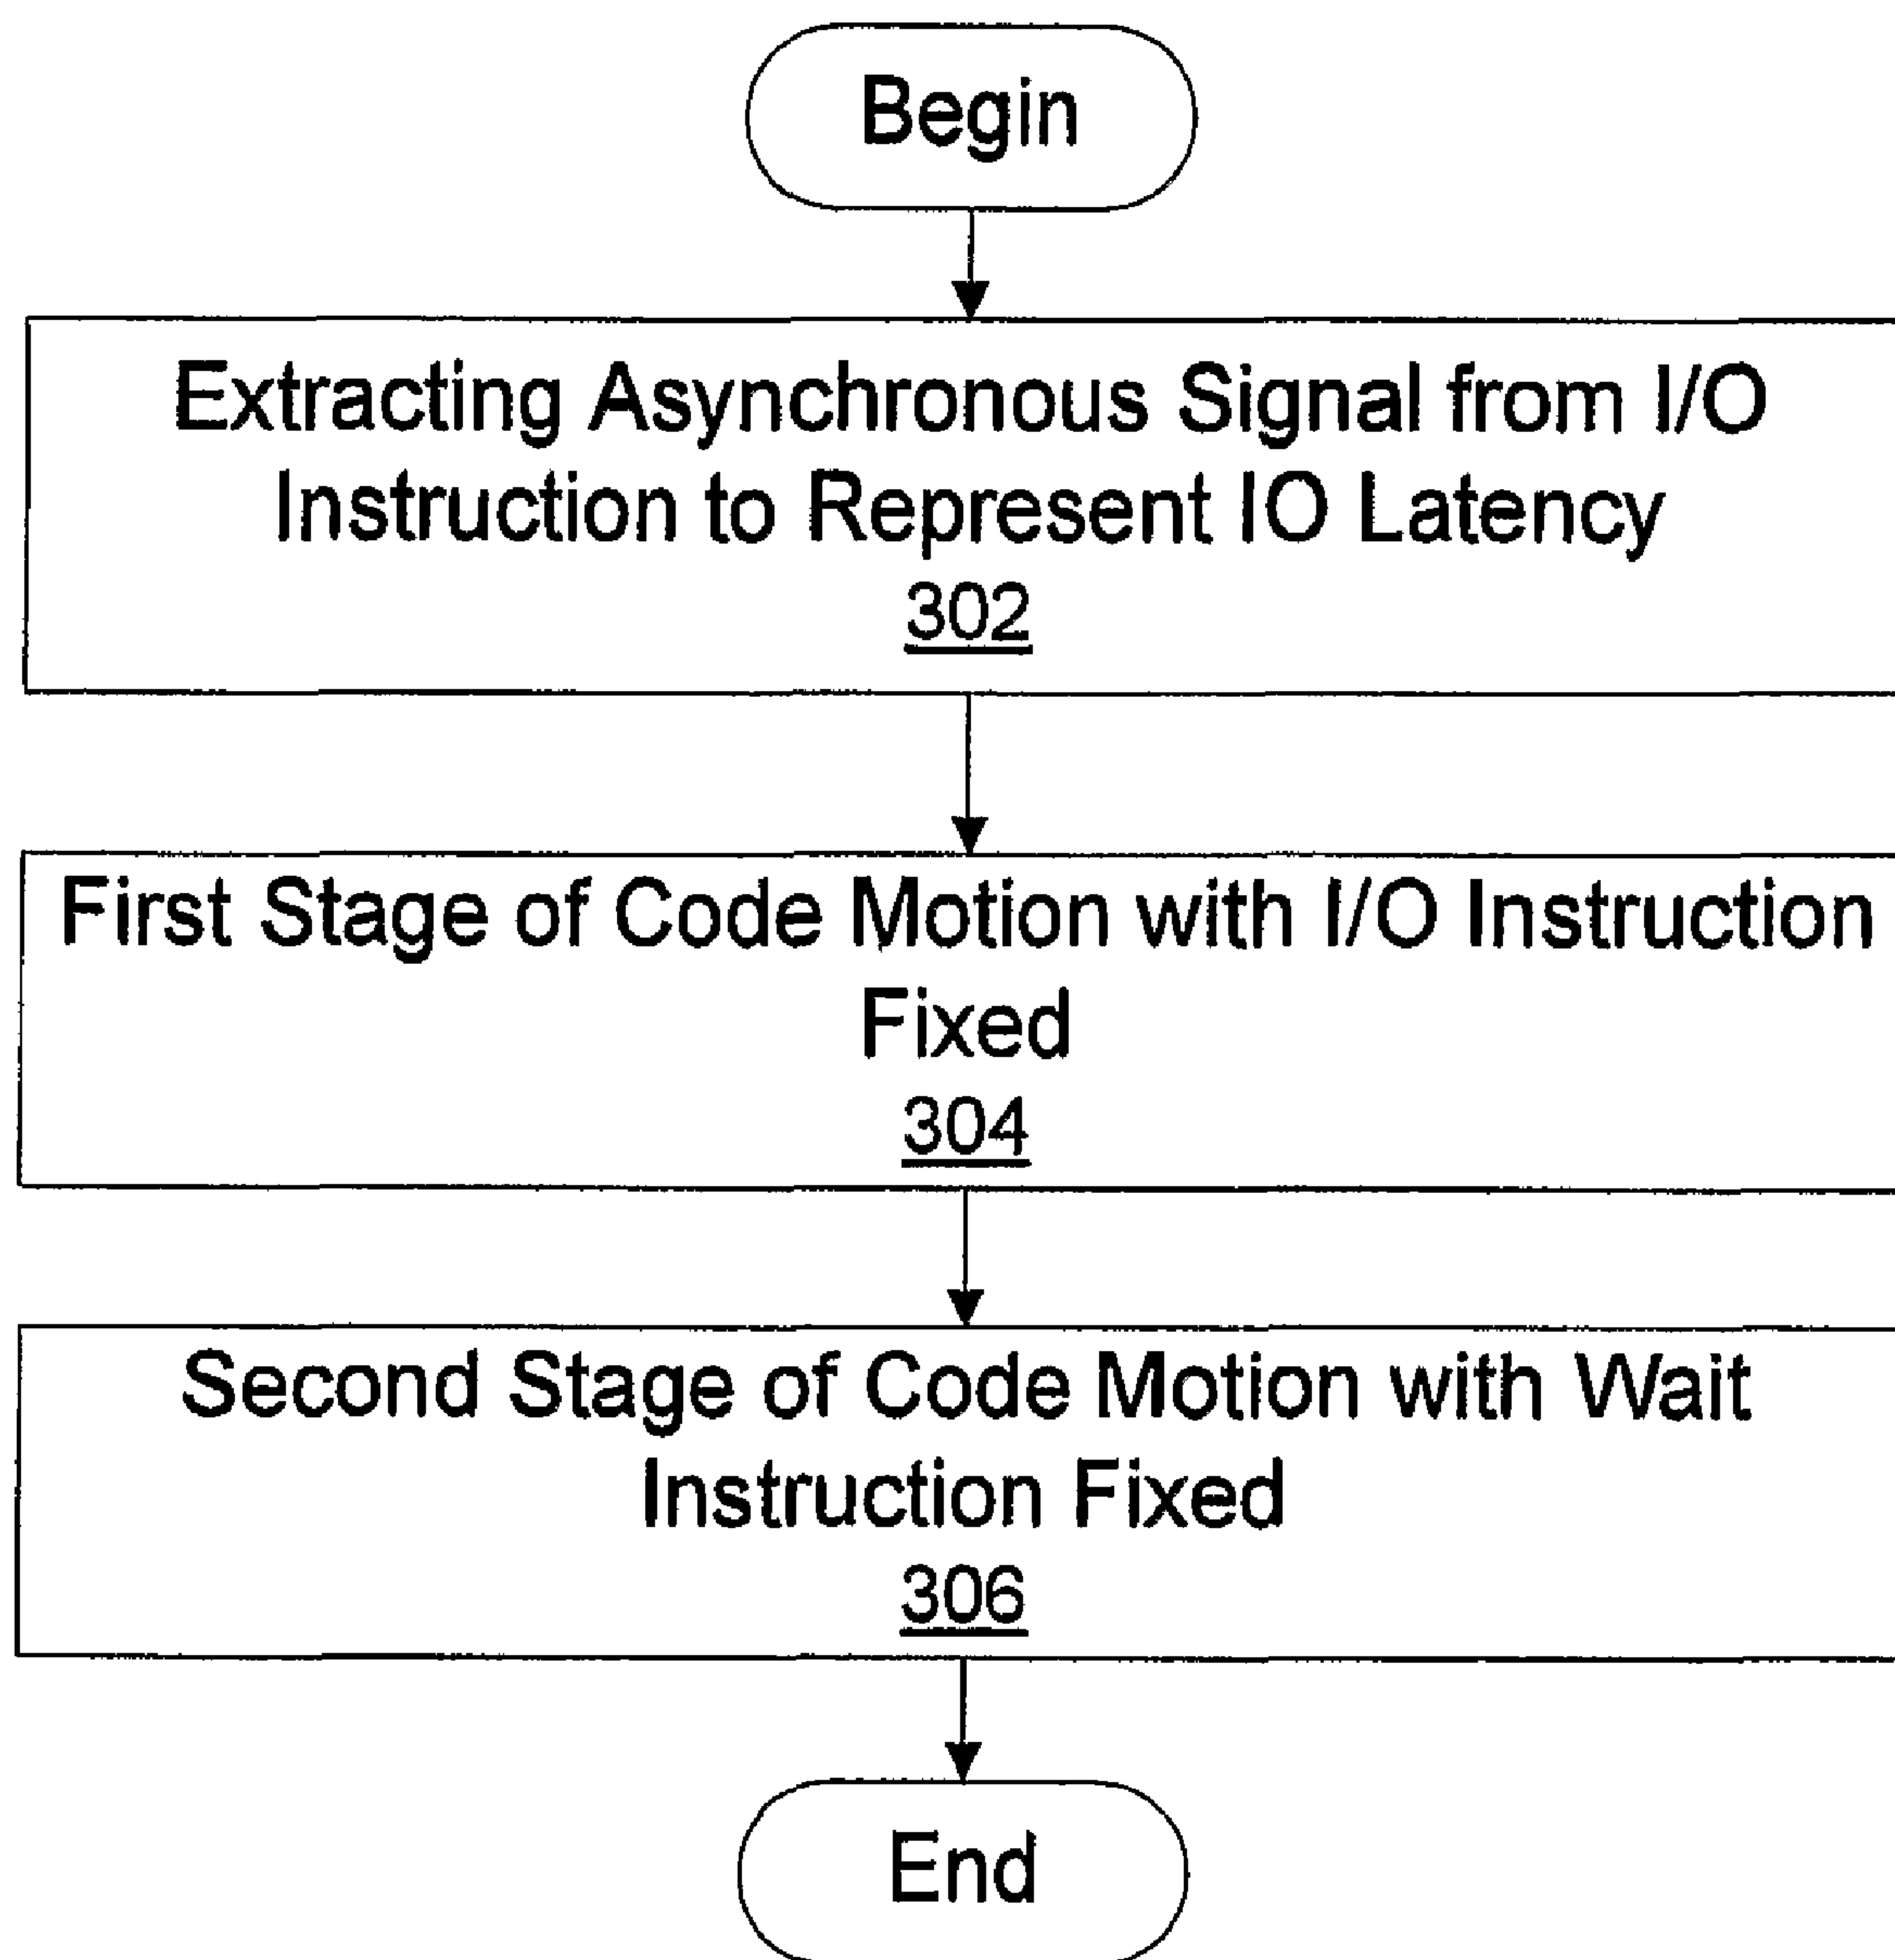 Begin
Extracting Asynchronous Signal from I/O
Instruction to Represent IO Latency
302
First Stage of Code Motion with I/O Instruction
Fixed
304
Second Stage of Code Motion with Wait
Instruction Fixed
306
End